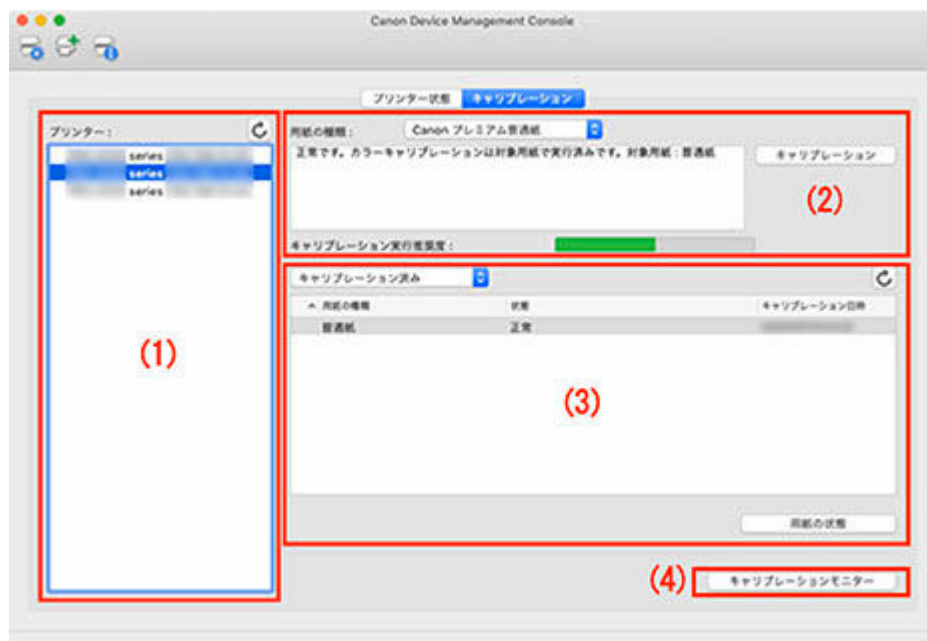 Canon Device Management Console
プリンター状態 キャリブレーション
プリンター：
series
series
series
(1)
用紙の種類： Canon プレミアム普通紙
正常です。カラーキャリブレーションは対象用紙で実行済みです。対象用紙：普通紙
キャリブレーション
(2)
キャリブレーション実行推奨度：
キャリブレーション済み
用紙の種類 状態 キャリブレーション日時
普通紙 正常
(3)
用紙の状態
(4) キャリブレーションモニター